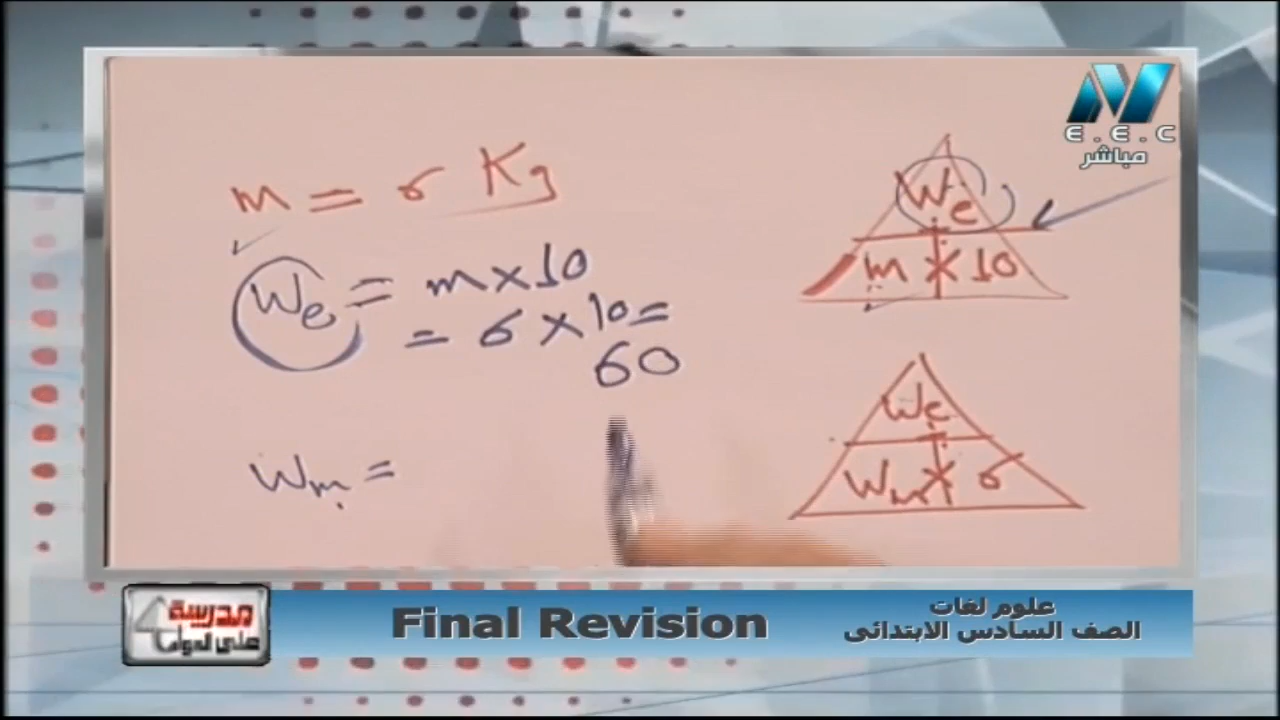 m = 6 Kg
We = m × 10
= 6 × 10 =
60
Wm =
We
m × 10
We
Wm × 6
E.E.C
مباشر
مدرسة
على الهواء
Final Revision
علوم لغات
الصف السادس الابتدائى